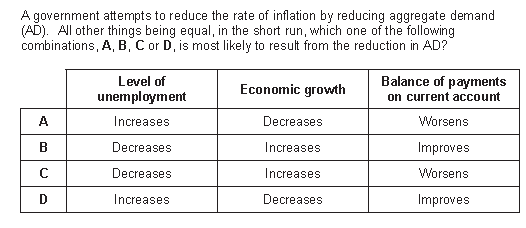 A government attempts to reduce the rate of inflation by reducing aggregate demand
(AD). All other things being equal, in the short run, which one of the following
combinations, A, B, C or D, is most likely to result from the reduction in AD?
Level of
unemployment
Economic growth
Balance of payments
on current account
A Increases Decreases Worsens
B Decreases Increases Improves
C Decreases Increases Worsens
D Increases Decreases Improves